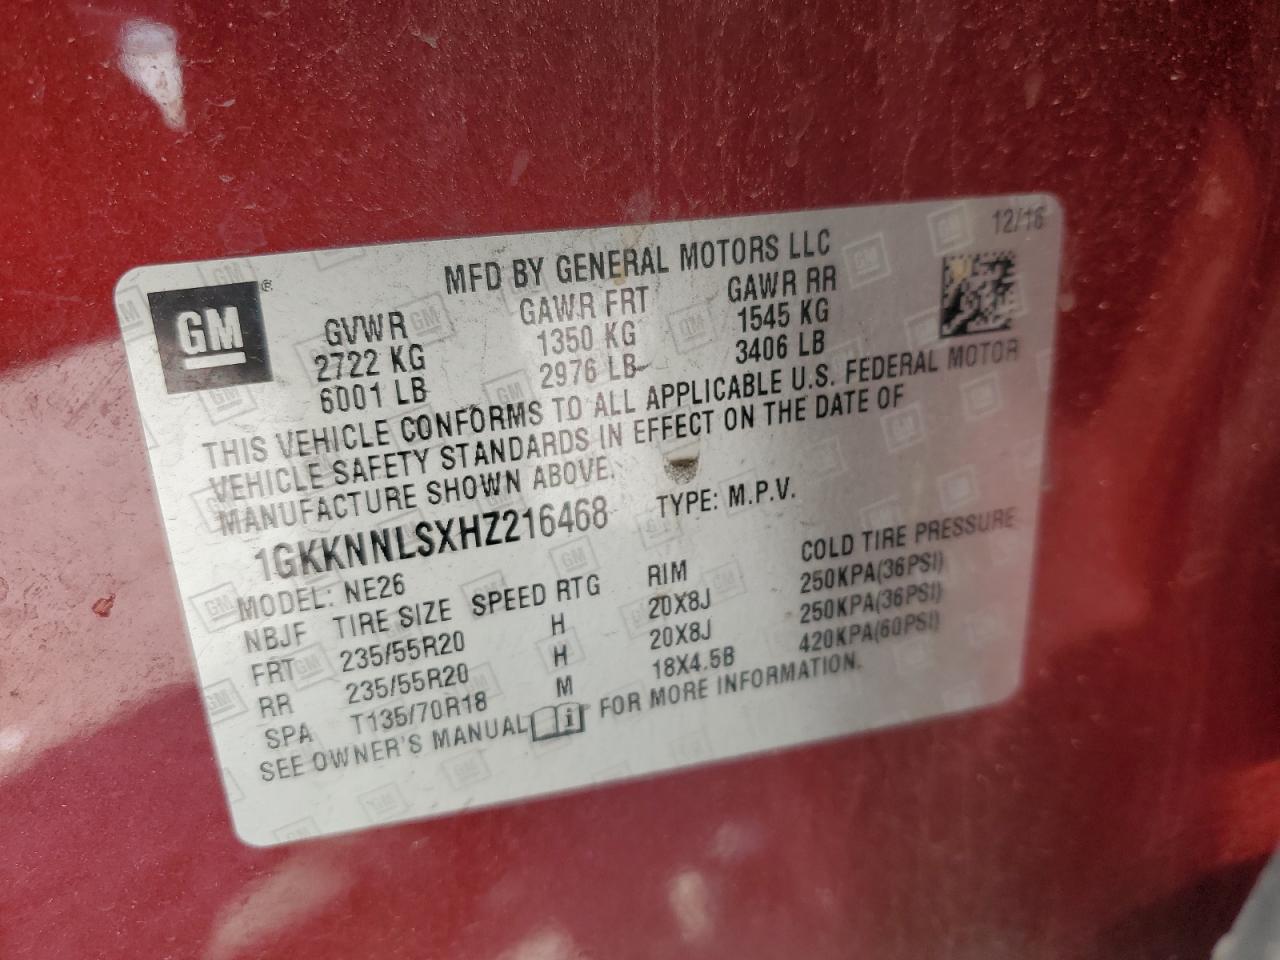 12/16
MFD BY GENERAL MOTORS LLC
GM ®
GVWR GAWR FRT GAWR RR
2722 KG 1350 KG 1545 KG
6001 LB 2976 LB 3406 LB
THIS VEHICLE CONFORMS TO ALL APPLICABLE U.S. FEDERAL MOTOR
VEHICLE SAFETY STANDARDS IN EFFECT ON THE DATE OF
MANUFACTURE SHOWN ABOVE.
1GKKNNLSXHZ216468 TYPE: M.P.V.
MODEL: NE26
NBJF TIRE SIZE SPEED RTG RIM COLD TIRE PRESSURE
FRT 235/55R20 H 20X8J 250KPA(36PSI)
RR 235/55R20 H 20X8J 250KPA(36PSI)
SPA T135/70R18 M 18X4.5B 420KPA(60PSI)
SEE OWNER'S MANUAL i FOR MORE INFORMATION.